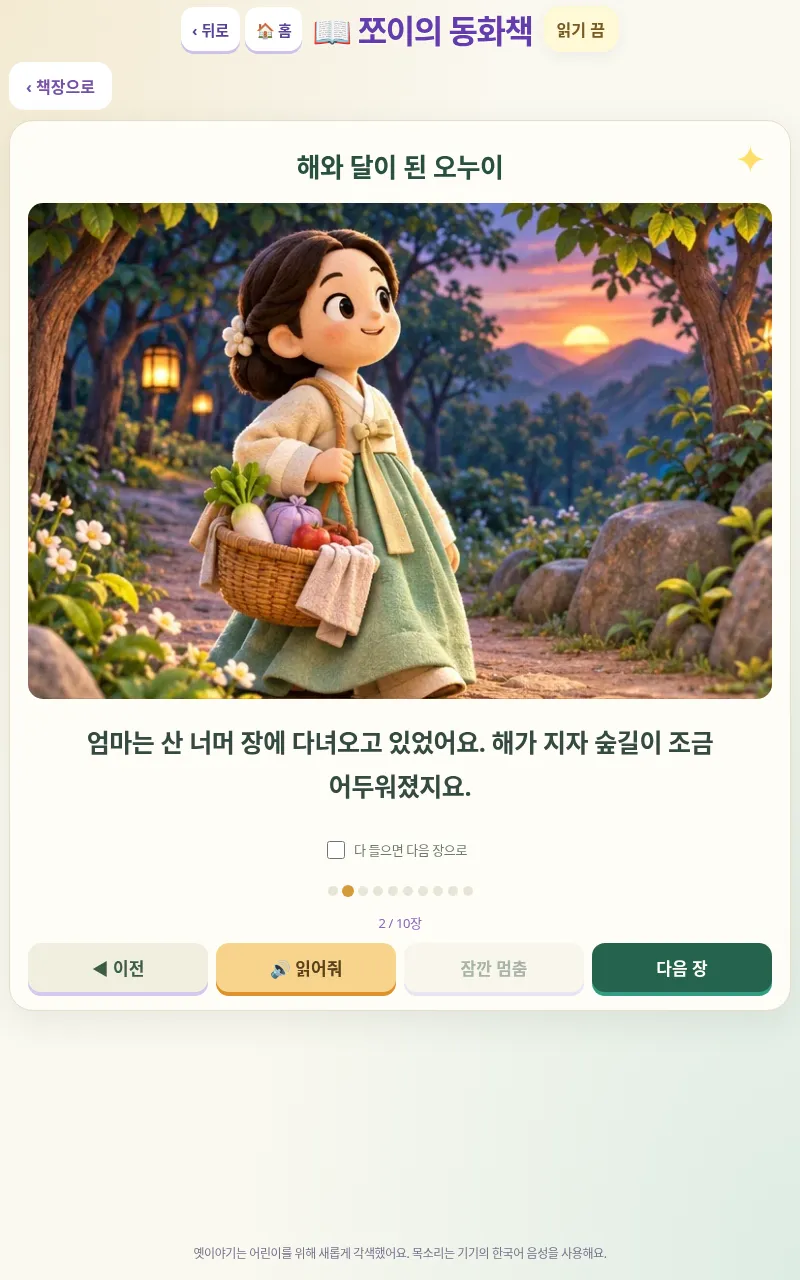 ‹ 뒤로 🏠 홈 📖 쪼이의 동화책 읽기 끝
‹ 책장으로
해와 달이 된 오누이
엄마는 산 너머 장에 다녀오고 있었어요. 해가 지자 숲길이 조금
어두워졌지요.
다 들으면 다음 장으로
2 / 10장
◀ 이전 🔊 읽어줘 잠깐 멈춤 다음 장
옛이야기는 어린이를 위해 새롭게 각색했어요. 목소리는 기기의 한국어 음성을 사용해요.